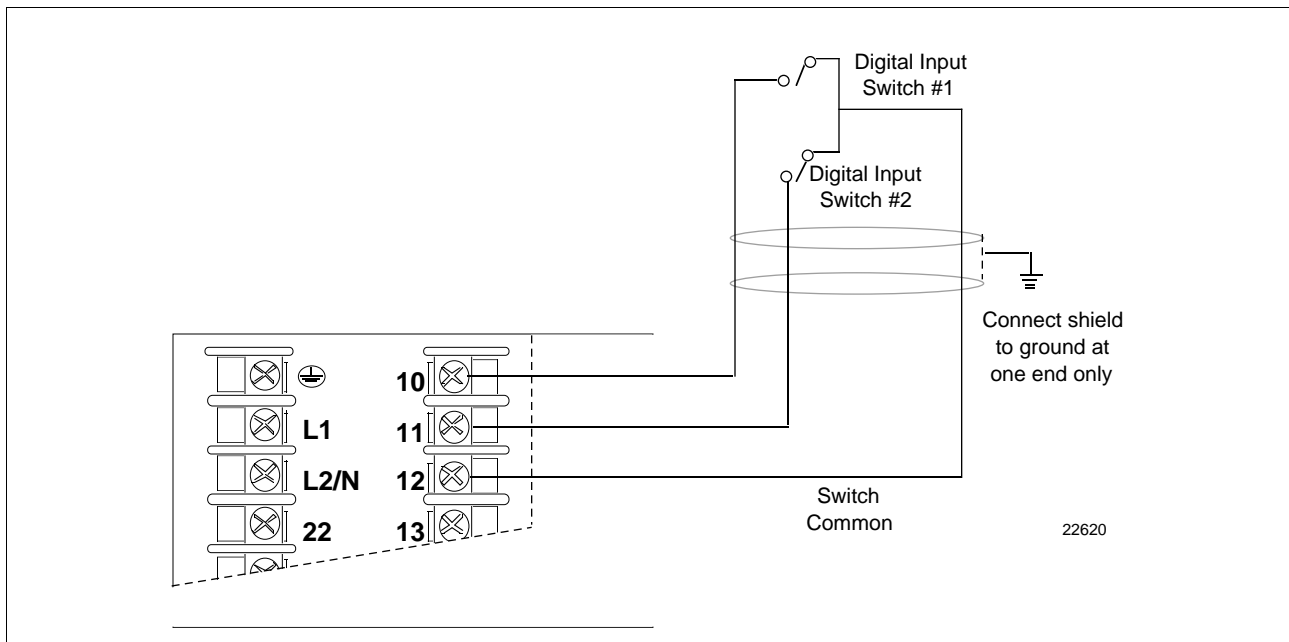 Digital Input
Switch #1
Digital Input
Switch #2
Connect shield
to ground at
one end only
10
L1
11
L2/N
12
22
13
Switch
Common
22620